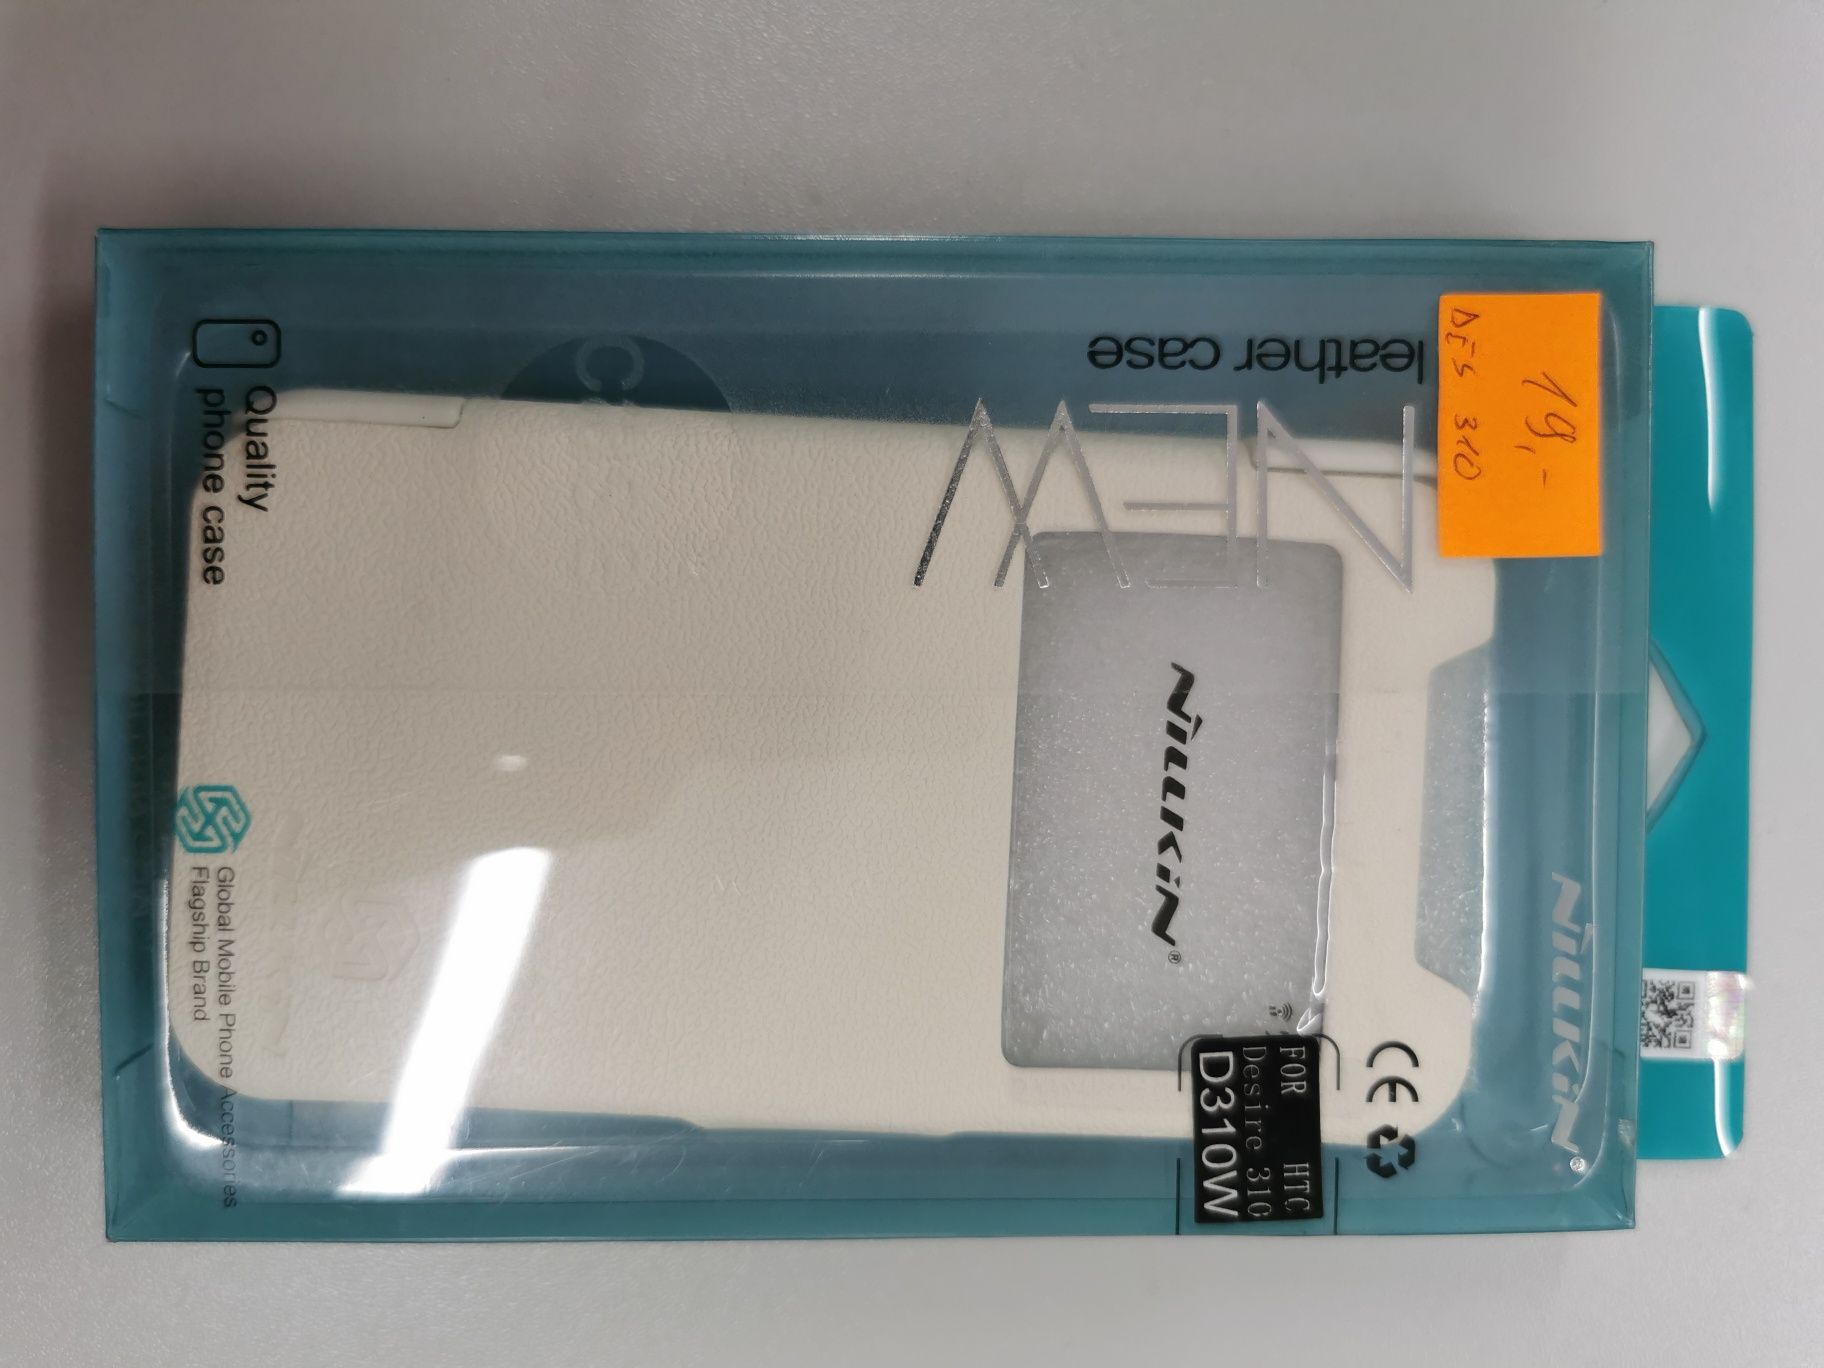 19,-
DES 310
NiLLKiN®
leather case
NEW
NiLLKiN®
CE
FOR HTC
Desire 310
D310W
Quality
phone case
Global Mobile Phone Accessories
Flagship Brand